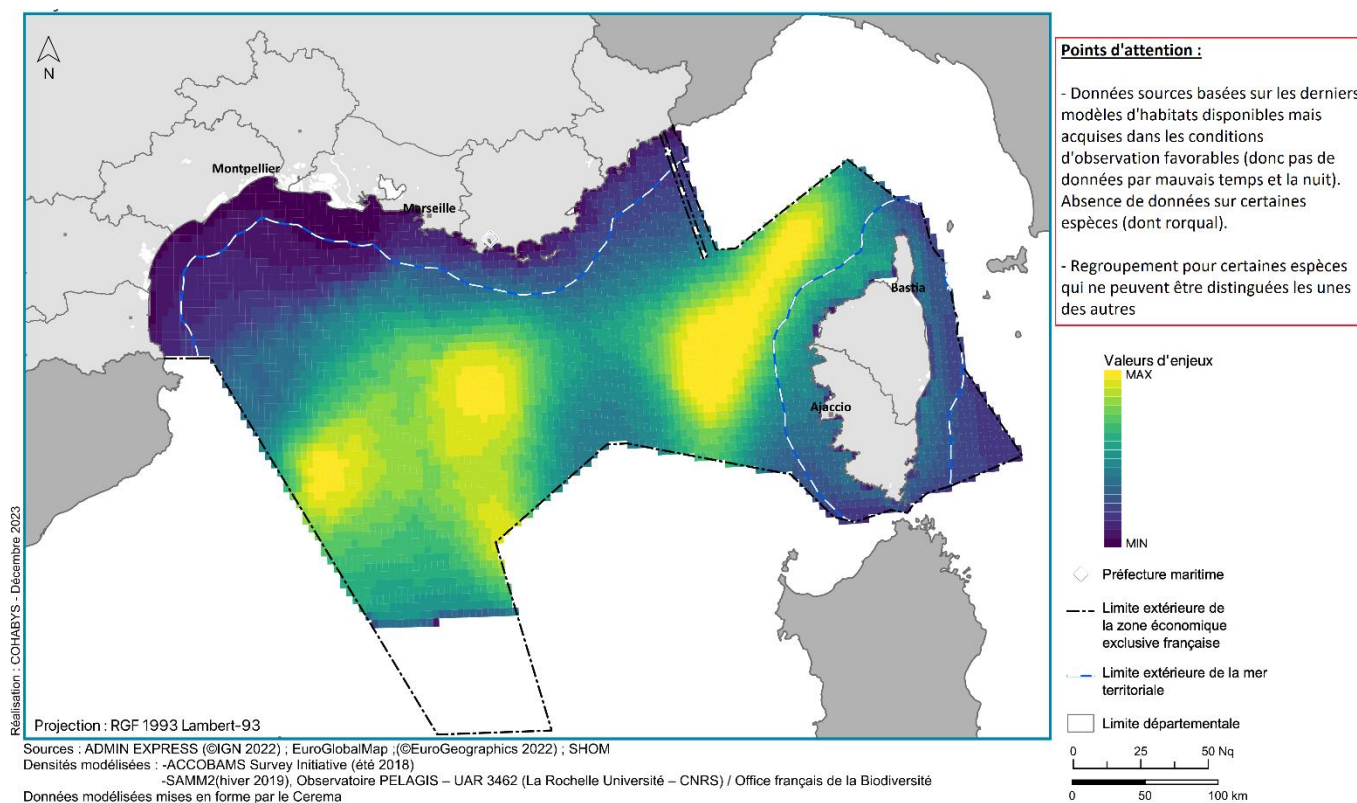 N
Montpellier
Marseille
Bastia
Ajaccio
Projection : RGF 1993 Lambert-93
Réalisation : COHABYS - Décembre 2023
Points d'attention :
- Données sources basées sur les derniers
modèles d'habitats disponibles mais
acquises dans les conditions
d'observation favorables (donc pas de
données par mauvais temps et la nuit).
Absence de données sur certaines
espèces (dont rorqual).
- Regroupement pour certaines espèces
qui ne peuvent être distinguées les unes
des autres
Valeurs d'enjeux
MAX
MIN
Préfecture maritime
Limite extérieure de
la zone économique
exclusive française
Limite extérieure de la mer
territoriale
Limite départementale
0 25 50 Nq
0 50 100 km
Sources : ADMIN EXPRESS (©IGN 2022) ; EuroGlobalMap ;(©EuroGeographics 2022) ; SHOM
Densités modélisées : -ACCOBAMS Survey Initiative (été 2018)
-SAMM2(hiver 2019), Observatoire PELAGIS – UAR 3462 (La Rochelle Université – CNRS) / Office français de la Biodiversité
Données modélisées mises en forme par le Cerema